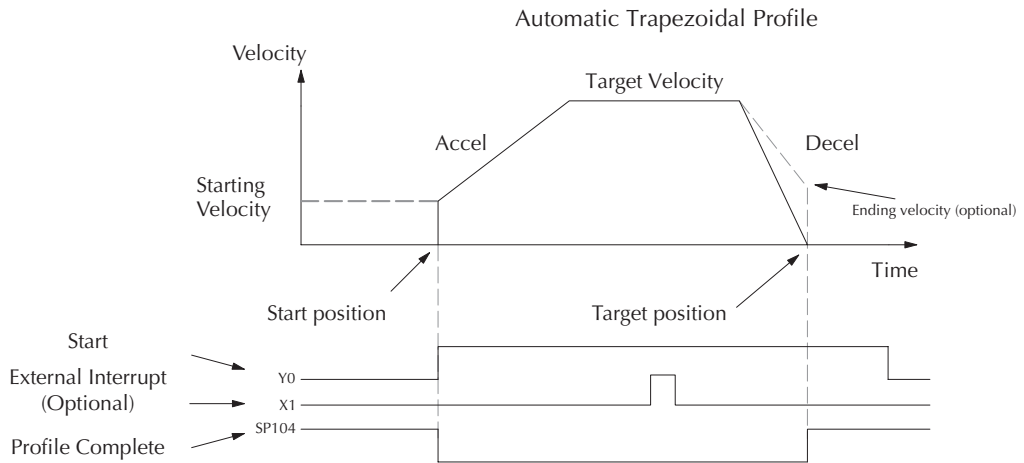 Automatic Trapezoidal Profile
Velocity
Target Velocity
Accel
Decel
Starting
Velocity
Ending velocity (optional)
Time
Start position
Target position
Start
External Interrupt
(Optional)
Profile Complete
Y0
X1
SP104